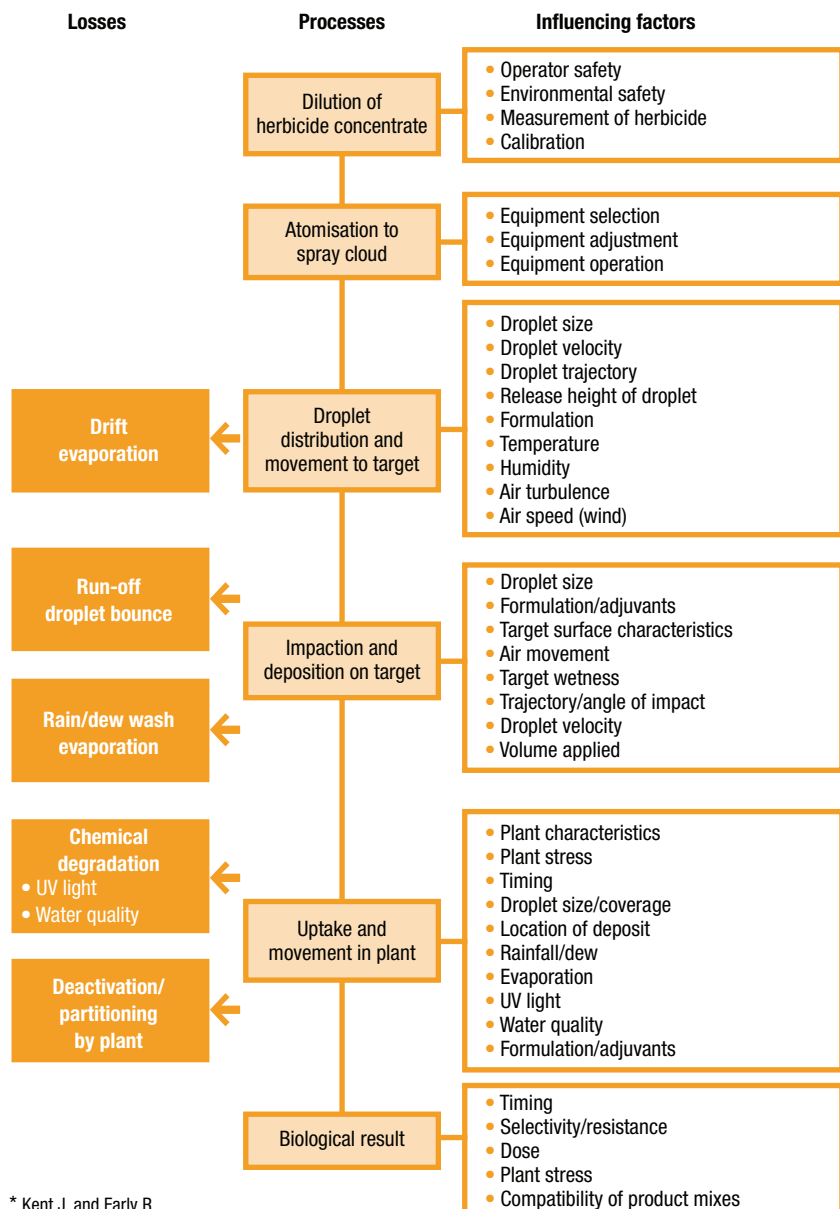 Losses
Processes
Influencing factors
Dilution of
herbicide concentrate
• Operator safety
• Environmental safety
• Measurement of herbicide
• Calibration
Atomisation to
spray cloud
• Equipment selection
• Equipment adjustment
• Equipment operation
Drift
evaporation
Droplet
distribution and
movement to target
• Droplet size
• Droplet velocity
• Droplet trajectory
• Release height of droplet
• Formulation
• Temperature
• Humidity
• Air turbulence
• Air speed (wind)
Run-off
droplet bounce
Rain/dew wash
evaporation
Impaction and
deposition on target
• Droplet size
• Formulation/adjuvants
• Target surface characteristics
• Air movement
• Target wetness
• Trajectory/angle of impact
• Droplet velocity
• Volume applied
Chemical
degradation
• UV light
• Water quality
Deactivation/
partitioning
by plant
Uptake and
movement in plant
• Plant characteristics
• Plant stress
• Timing
• Droplet size/coverage
• Location of deposit
• Rainfall/dew
• Evaporation
• UV light
• Water quality
• Formulation/adjuvants
Biological result
• Timing
• Selectivity/resistance
• Dose
• Plant stress
• Compatibility of product mixes
* Kent J. and Early R.